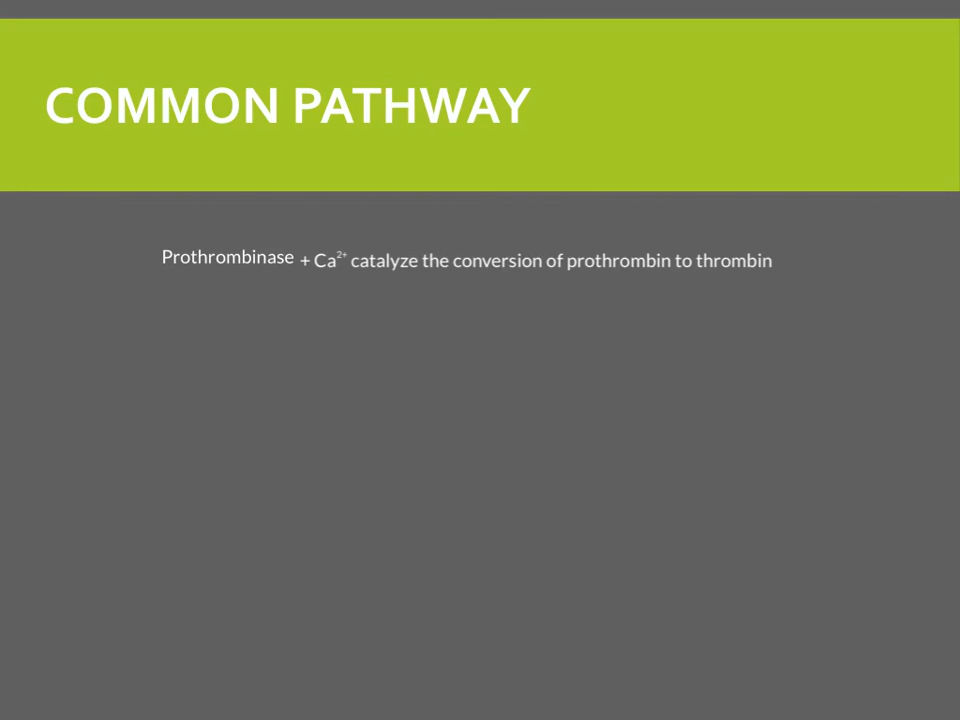 COMMON PATHWAY
Prothrombinase + Ca²⁺ catalyze the conversion of prothrombin to thrombin